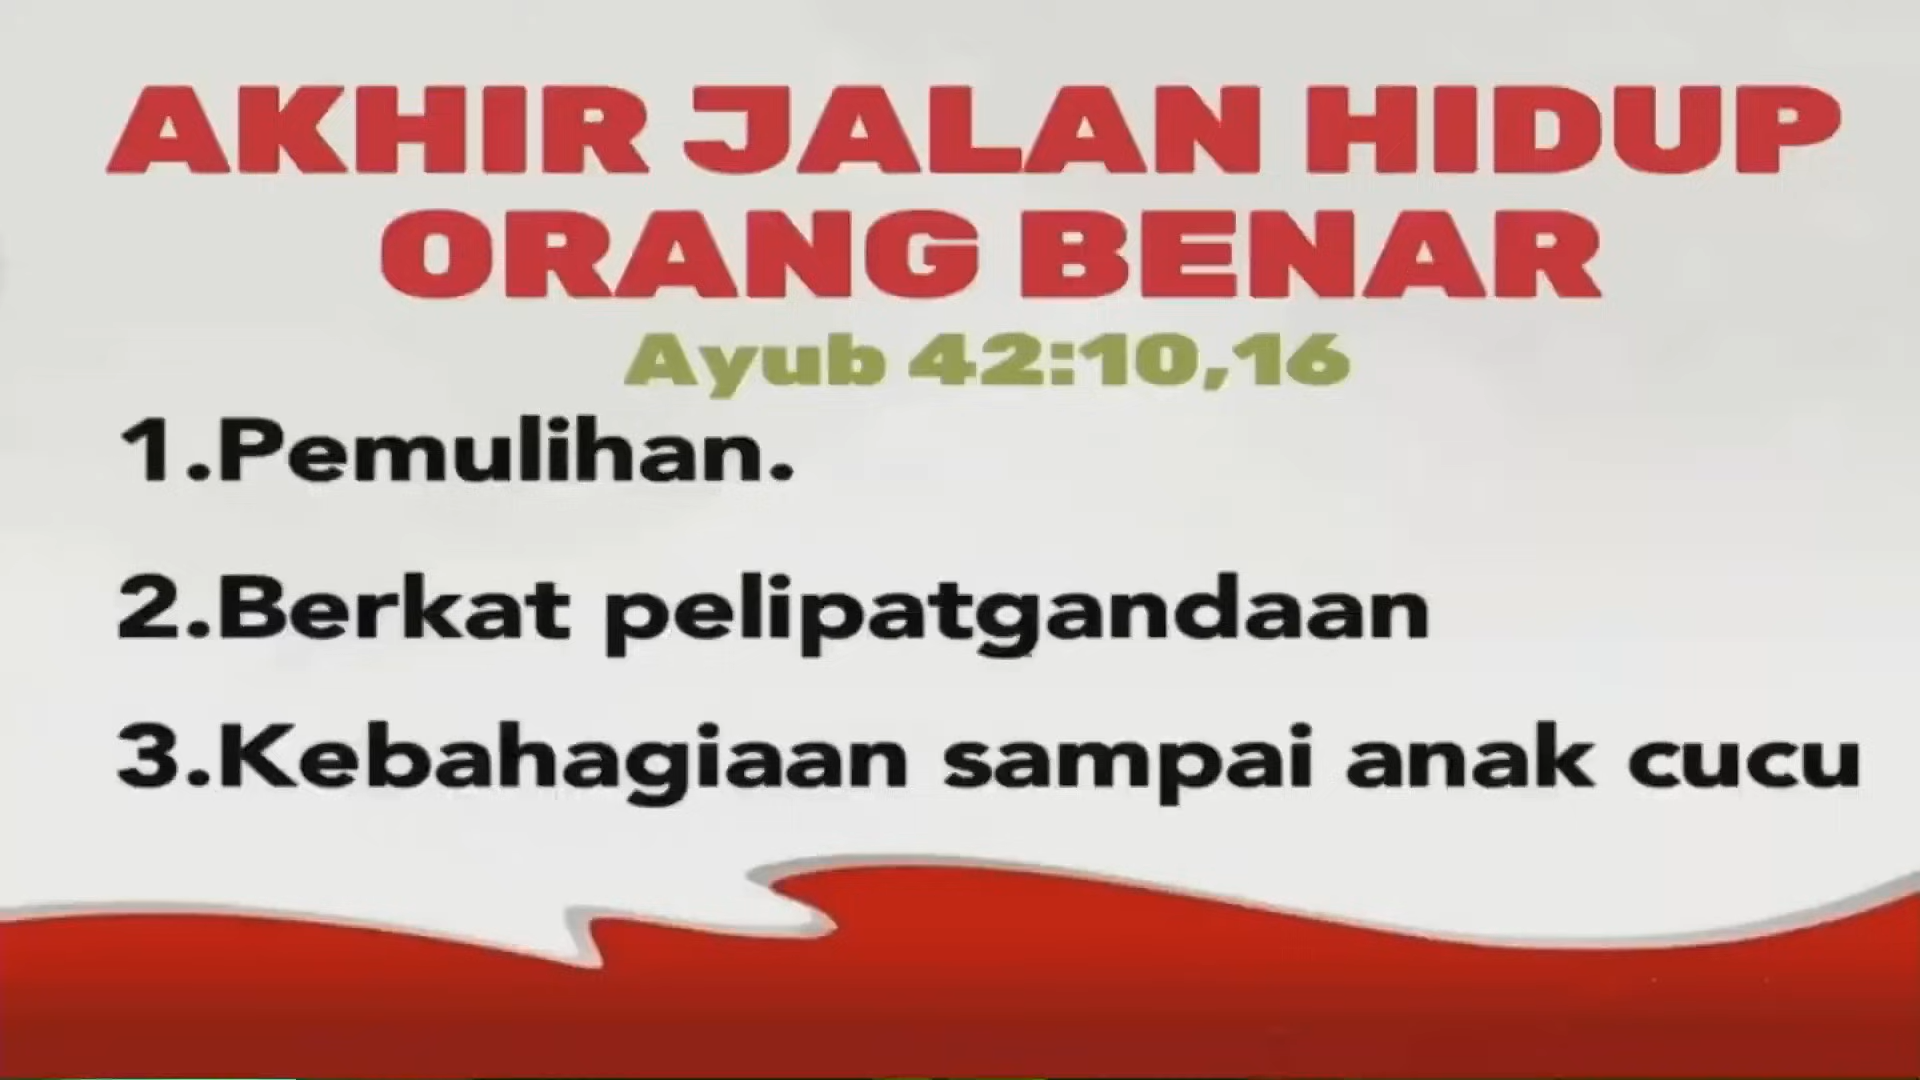 AKHIR JALAN HIDUP
ORANG BENAR
Ayub 42:10,16
1.Pemulihan.
2.Berkat pelipatgandaan
3.Kebahagiaan sampai anak cucu